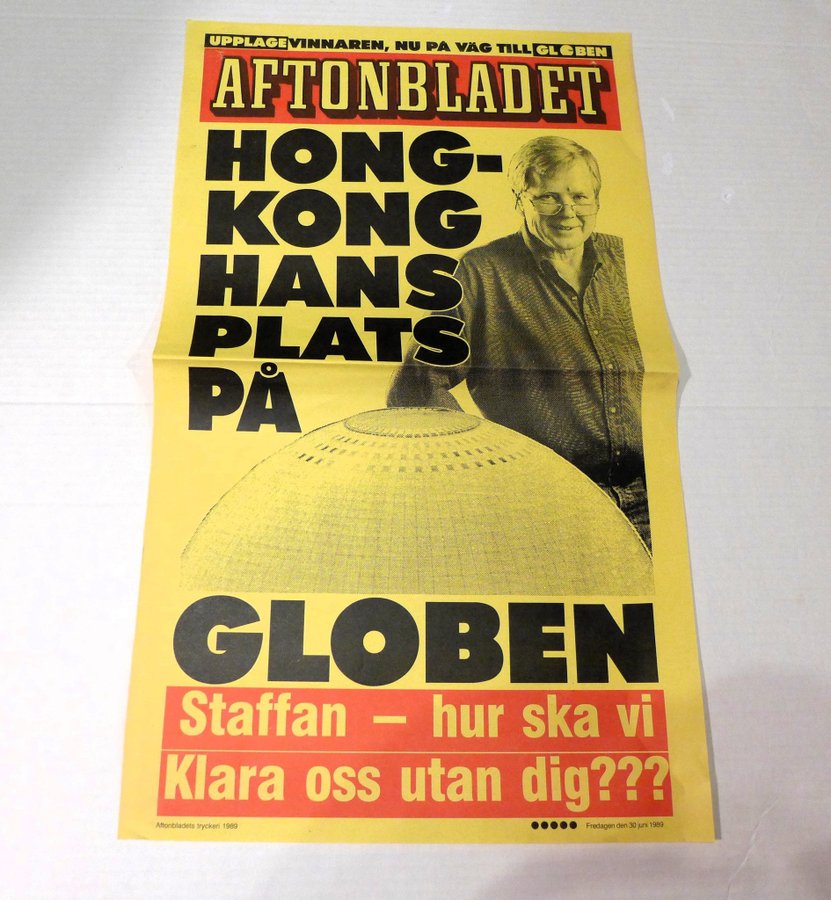 UPPLAGEVINNAREN, NU PÅ VÄG TILL GLOBEN
AFTONBLADET
HONG-
KONG
HANS
PLATS
PÅ
GLOBEN
Staffan – hur ska vi
Klara oss utan dig???
Aftonbladets tryckeri 1989
Fredagen den 30 juni 1989